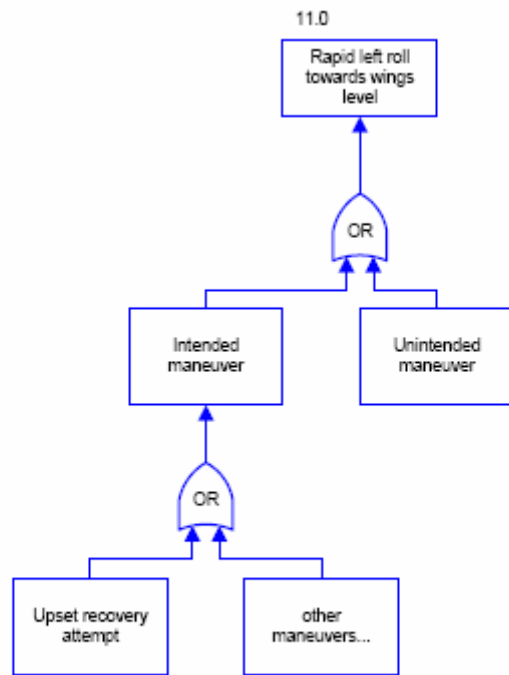 11.0
Rapid left roll
towards wings
level
OR
Intended
maneuver
Unintended
maneuver
OR
Upset recovery
attempt
other
maneuvers...